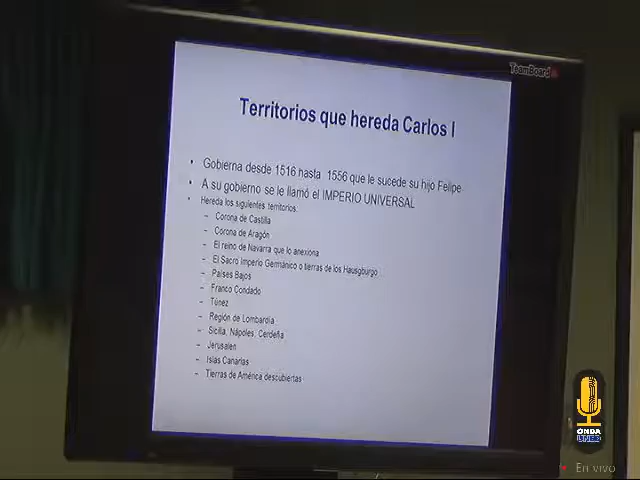 TeamBoard
Territorios que hereda Carlos I
• Gobierna desde 1516 hasta 1556 que le sucede su hijo Felipe
• A su gobierno se le llamó el IMPERIO UNIVERSAL
• Hereda los siguientes territorios:
– Corona de Castilla
– Corona de Aragón
– El reino de Navarra que lo anexiona
– El Sacro Imperio Germánico o tierras de los Hausgburgo
– Países Bajos
– Franco Condado
– Túnez
– Región de Lombardía
– Sicilia, Nápoles, Cerdeña
– Jerusalen
– Islas Canarias
– Tierras de América descubiertas
ONDA
UNED
En vivo